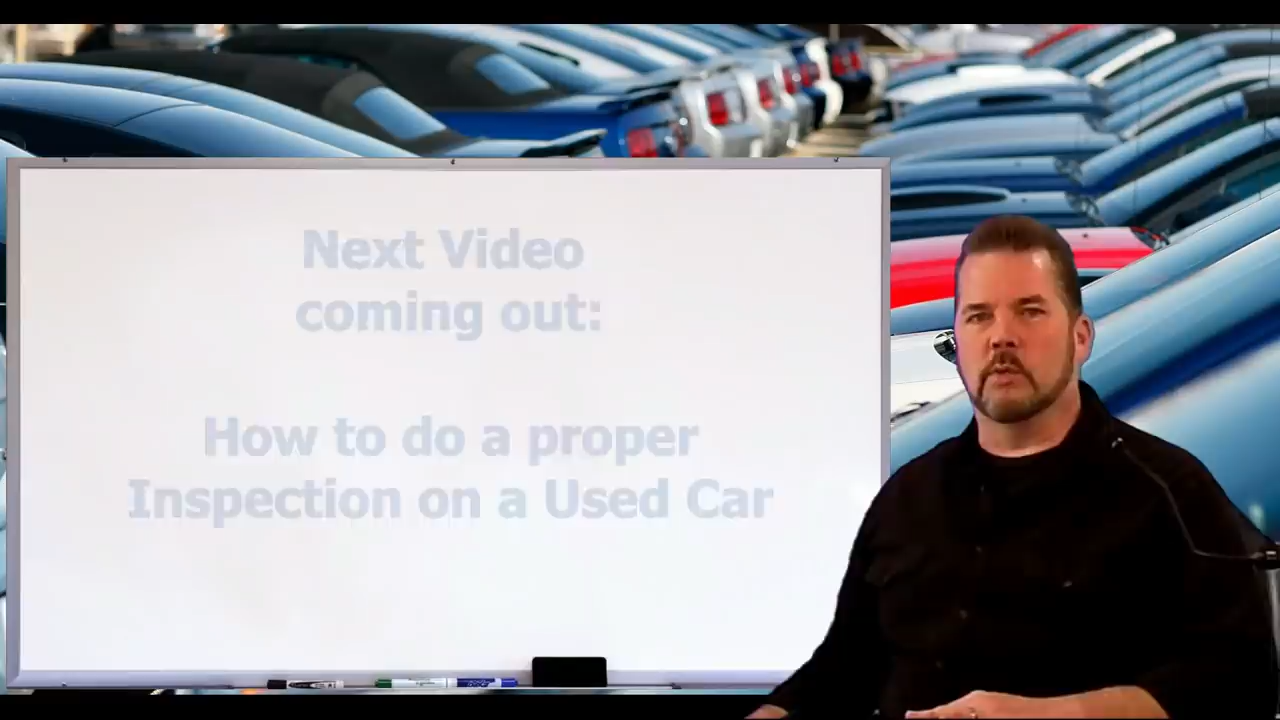 Next Video
coming out:
How to do a proper
Inspection on a Used Car